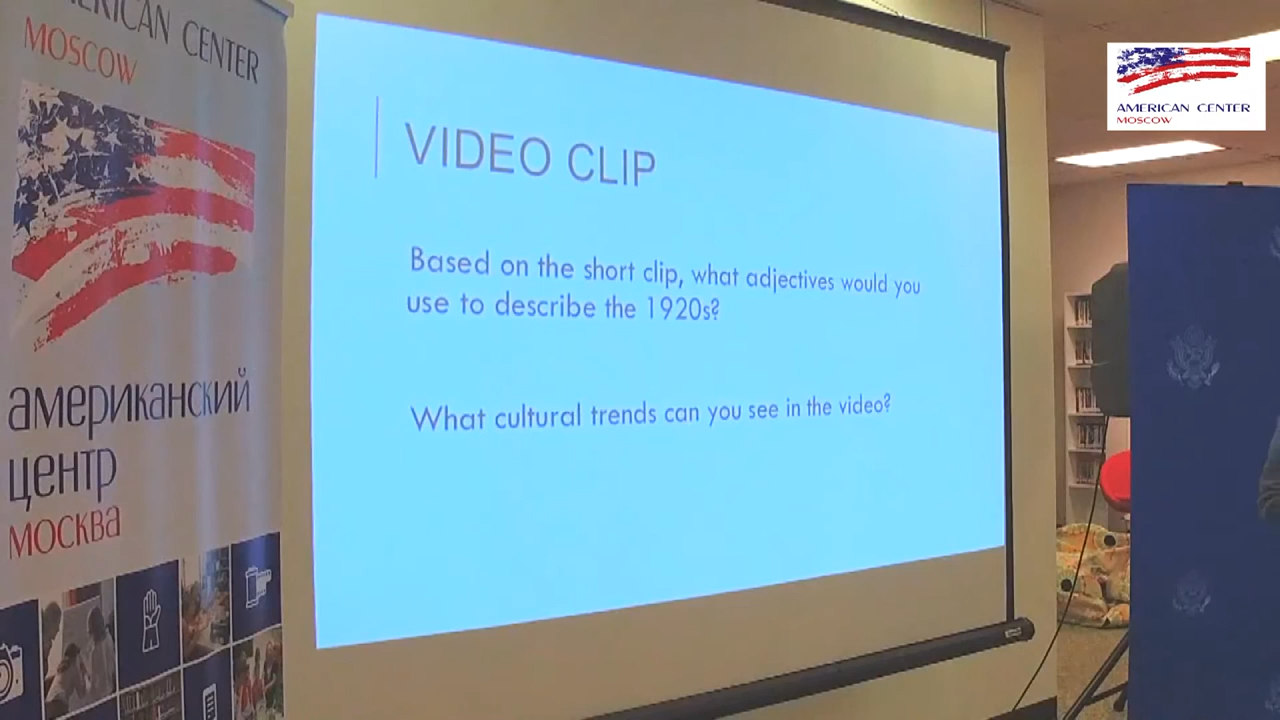 AMERICAN CENTER
MOSCOW
американский
центр
москва
VIDEO CLIP
Based on the short clip, what adjectives would you
use to describe the 1920s?
What cultural trends can you see in the video?
AMERICAN CENTER
MOSCOW